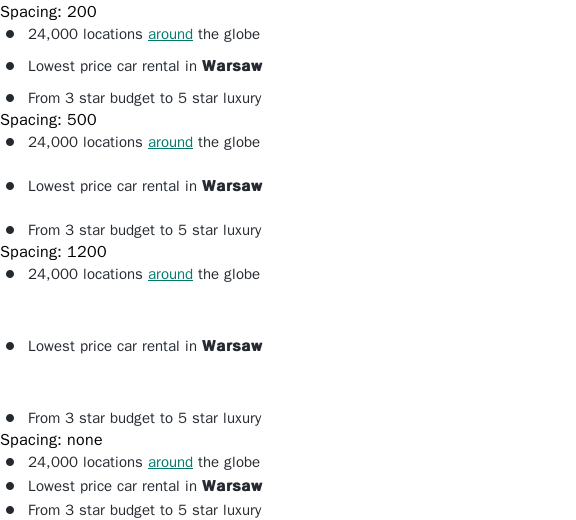 Spacing: 200
● 24,000 locations around the globe
● Lowest price car rental in Warsaw
● From 3 star budget to 5 star luxury
Spacing: 500
● 24,000 locations around the globe
● Lowest price car rental in Warsaw
● From 3 star budget to 5 star luxury
Spacing: 1200
● 24,000 locations around the globe
● Lowest price car rental in Warsaw
● From 3 star budget to 5 star luxury
Spacing: none
● 24,000 locations around the globe
● Lowest price car rental in Warsaw
● From 3 star budget to 5 star luxury